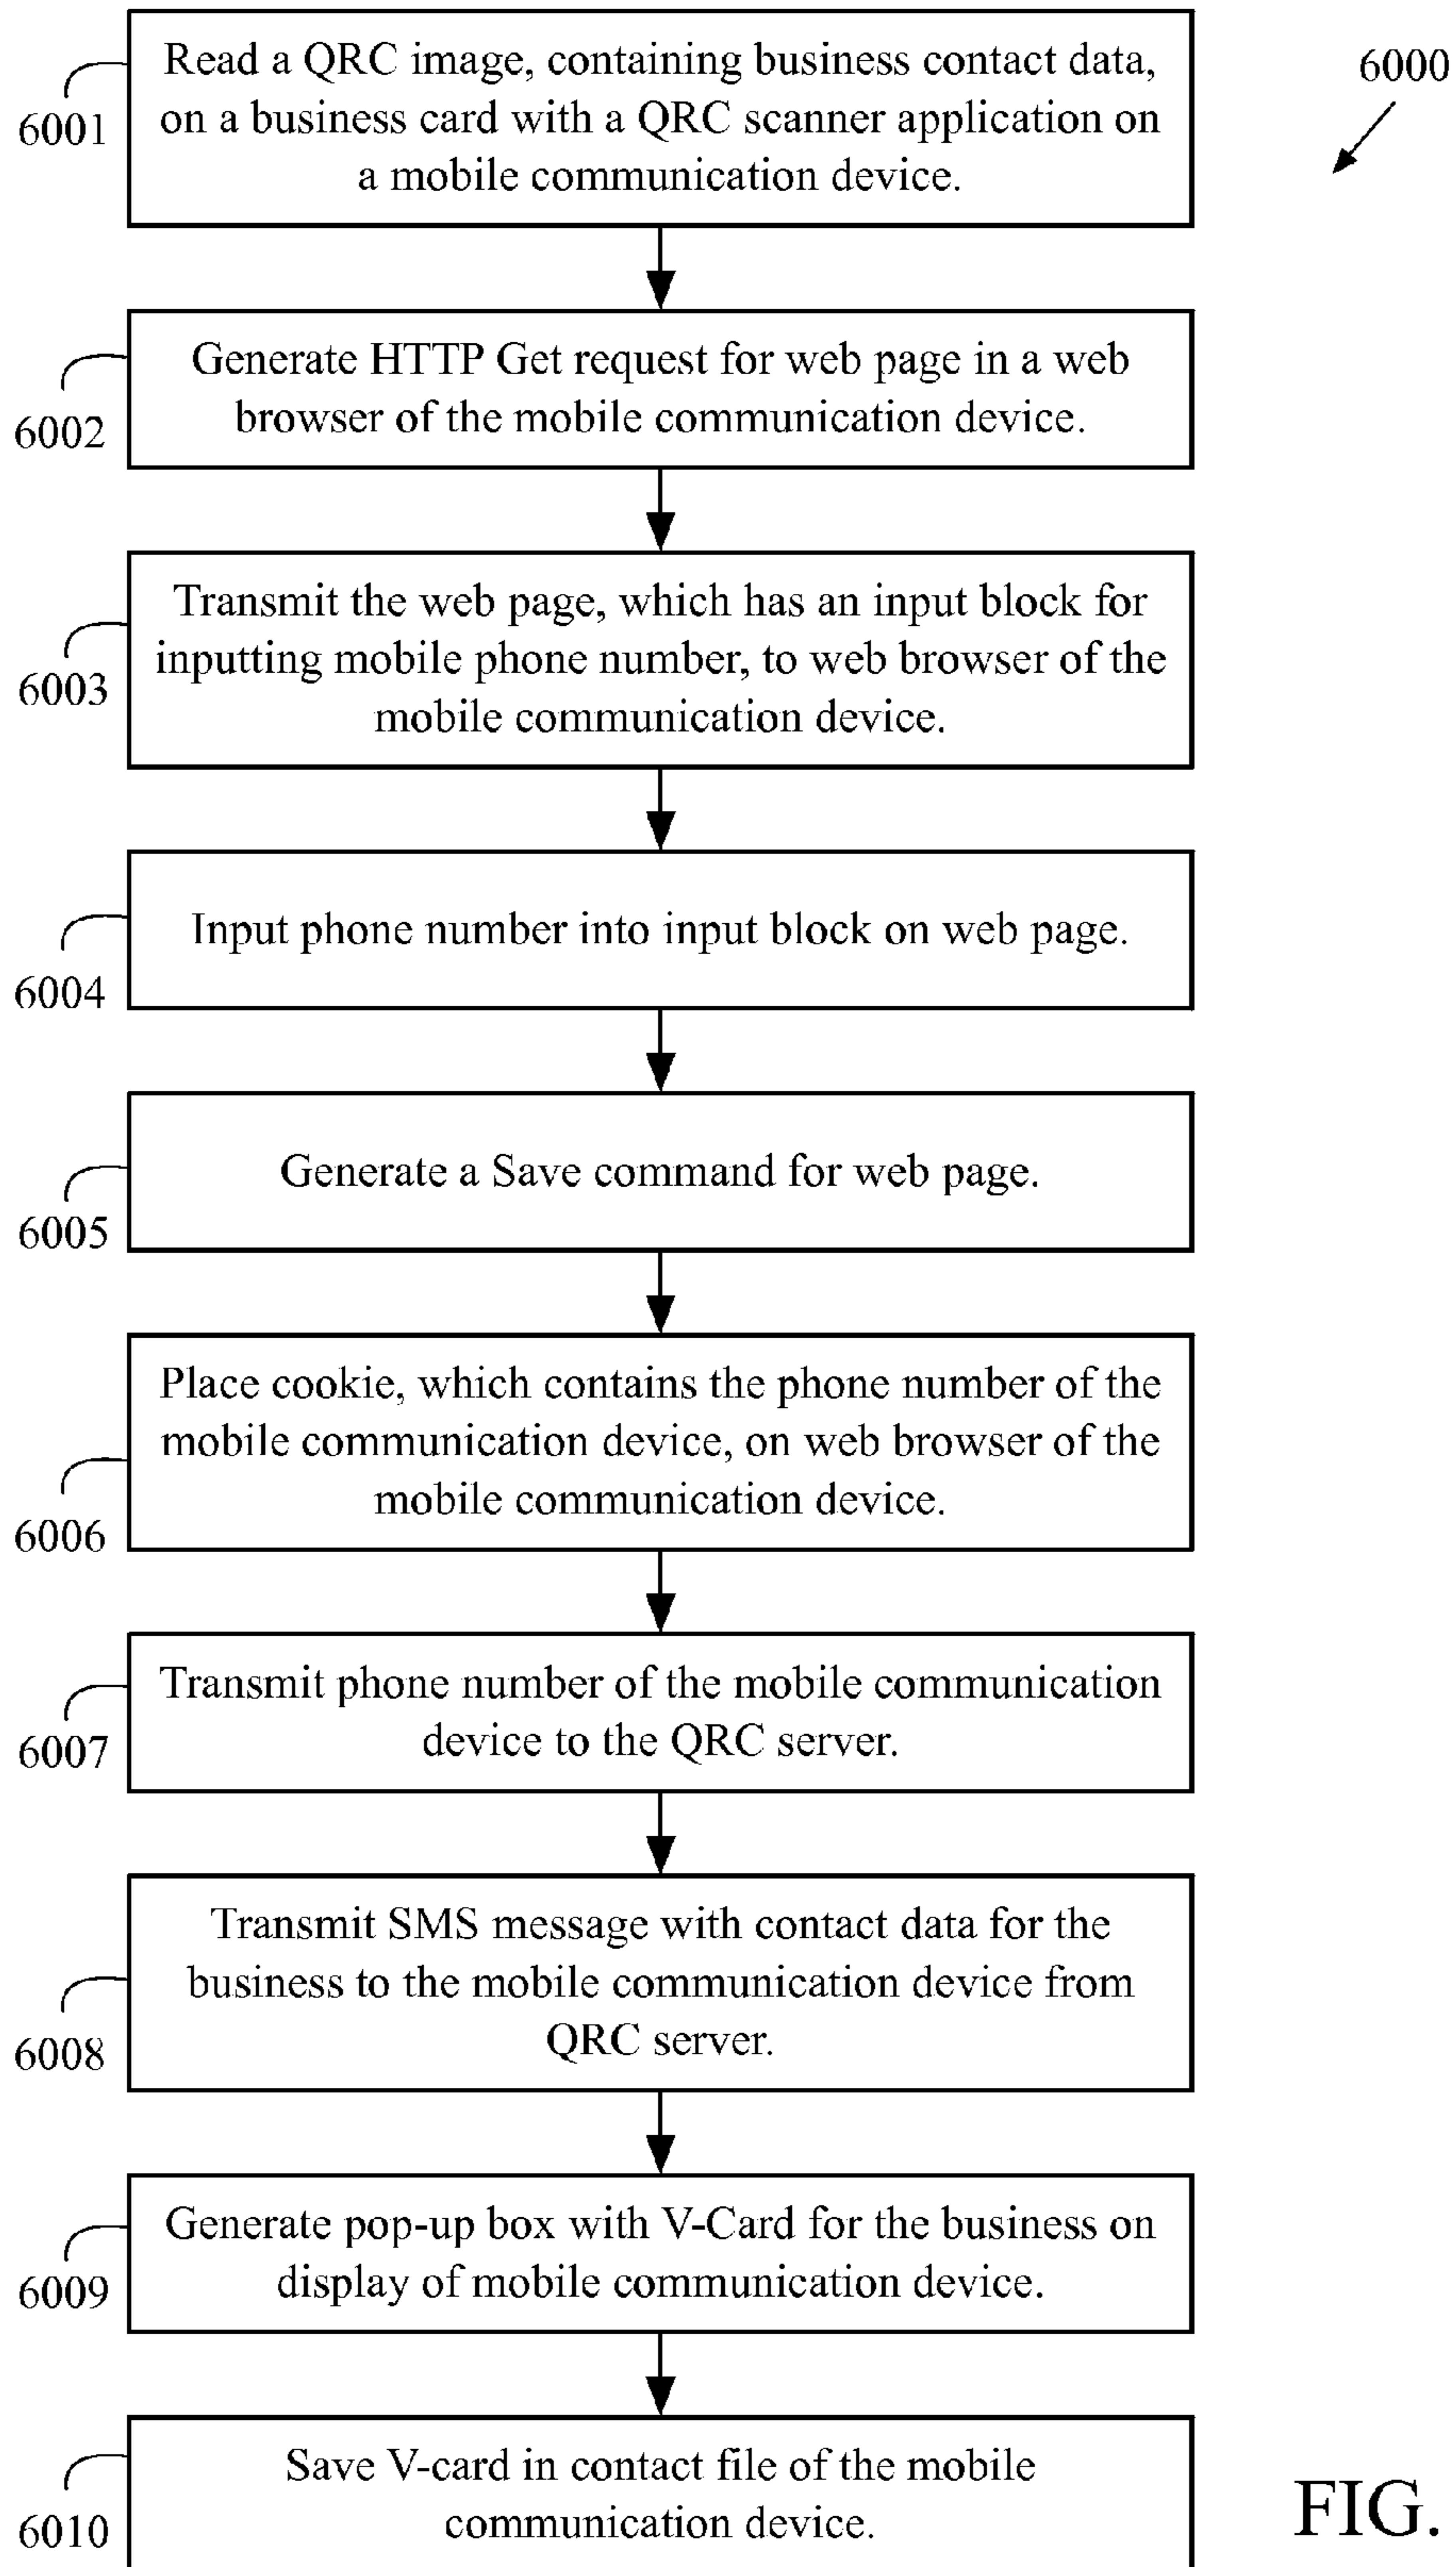 Read a QRC image, containing business contact data,
on a business card with a QRC scanner application on
a mobile communication device.
6001
6000
Generate HTTP Get request for web page in a web
browser of the mobile communication device.
6002
Transmit the web page, which has an input block for
inputting mobile phone number, to web browser of the
mobile communication device.
6003
Input phone number into input block on web page.
6004
Generate a Save command for web page.
6005
Place cookie, which contains the phone number of the
mobile communication device, on web browser of the
mobile communication device.
6006
Transmit phone number of the mobile communication
device to the QRC server.
6007
Transmit SMS message with contact data for the
business to the mobile communication device from
QRC server.
6008
Generate pop-up box with V-Card for the business on
display of mobile communication device.
6009
Save V-card in contact file of the mobile
communication device.
6010
FIG.